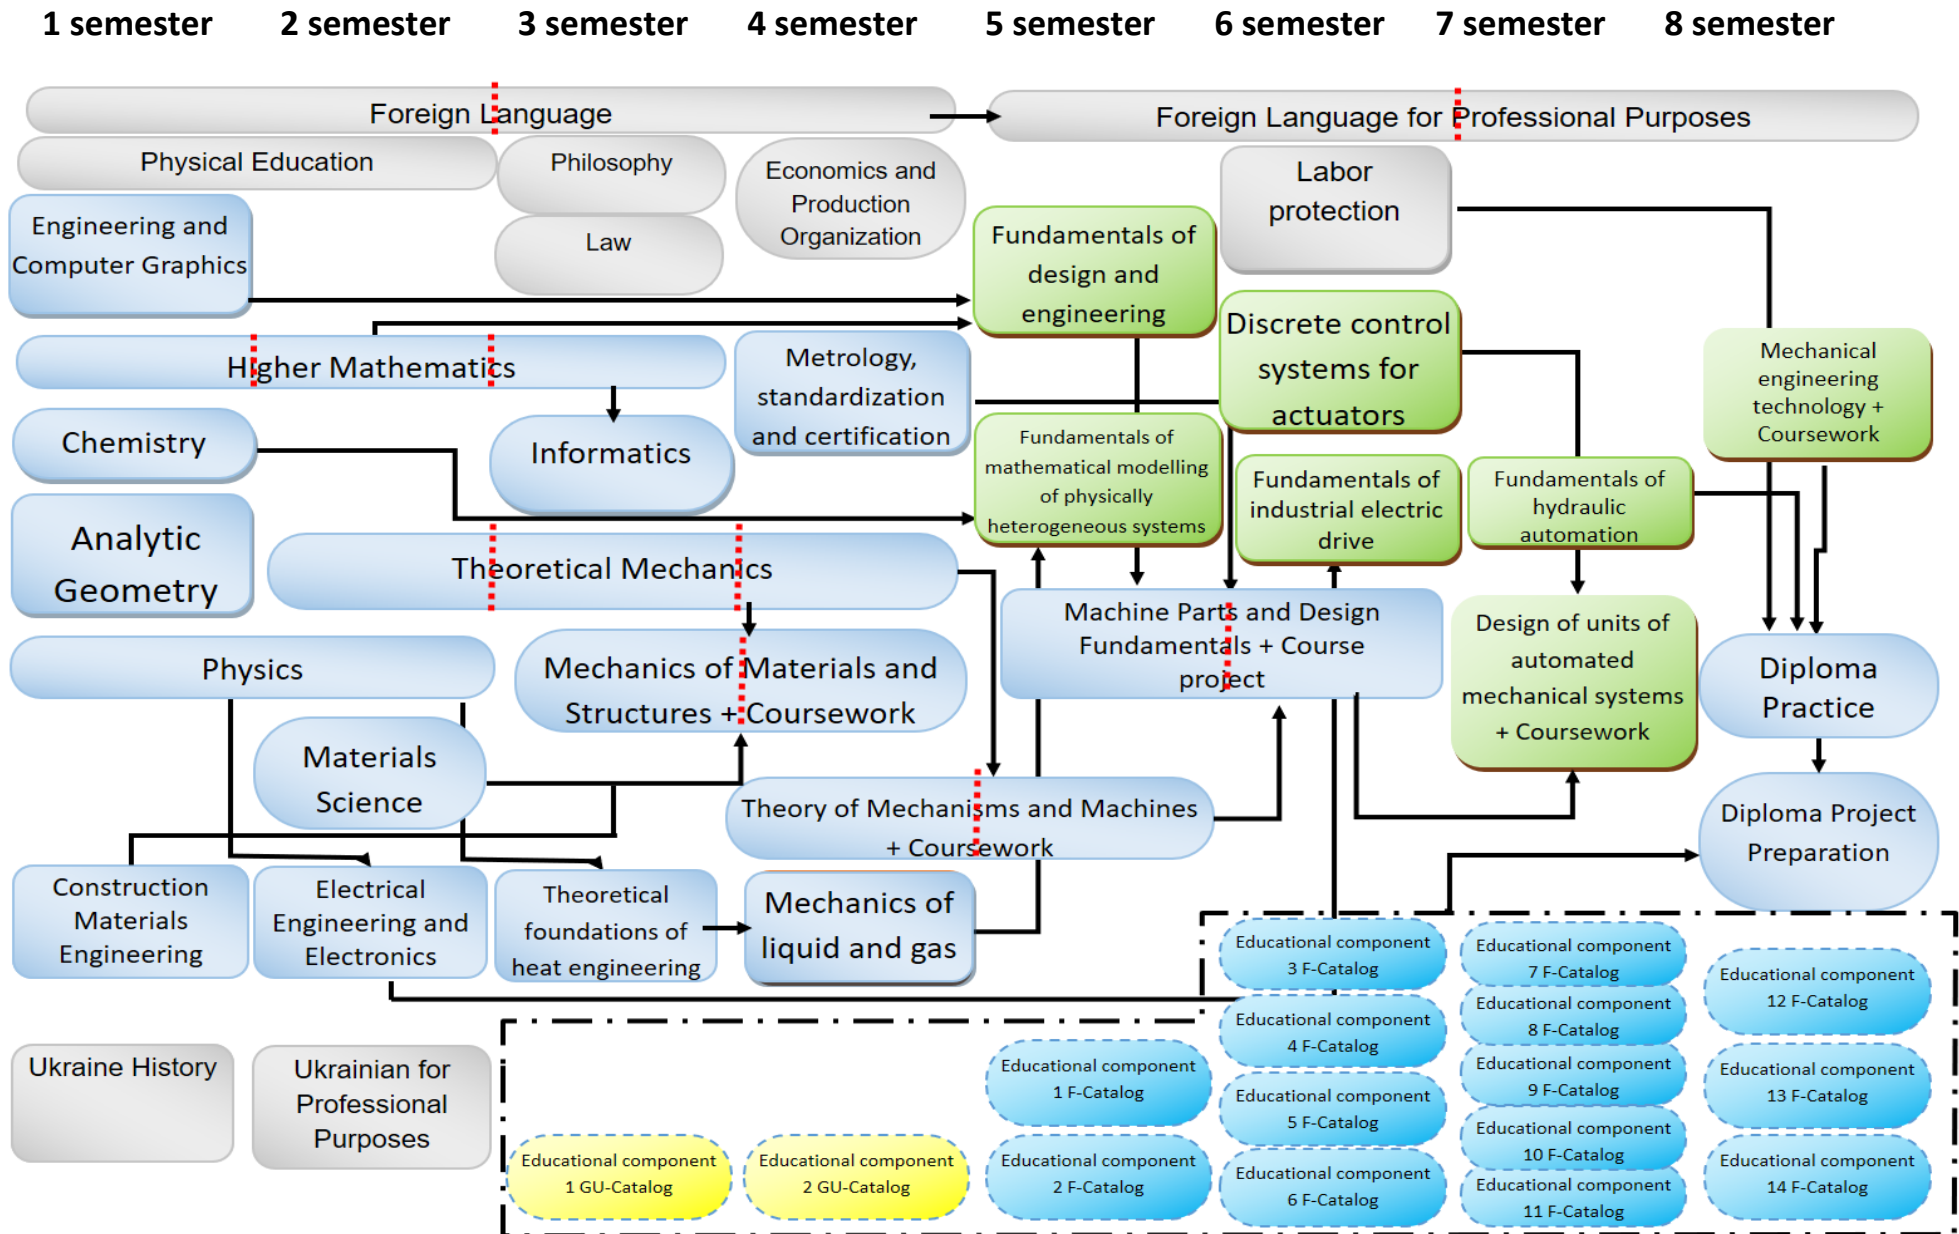 1 semester
2 semester
3 semester
4 semester
5 semester
6 semester
7 semester
8 semester
Foreign Language
Foreign Language for Professional Purposes
Physical Education
Philosophy
Law
Economics and
Production
Organization
Labor
protection
Engineering and
Computer Graphics
Fundamentals of
design and
engineering
Discrete control
systems for
actuators
Mechanical
engineering
technology +
Coursework
Higher Mathematics
Metrology,
standardization
and certification
Chemistry
Informatics
Fundamentals of
mathematical modelling
of physically
heterogeneous systems
Fundamentals of
industrial electric
drive
Fundamentals of
hydraulic
automation
Analytic
Geometry
Theoretical Mechanics
Machine Parts and Design
Fundamentals + Course
project
Design of units of
automated
mechanical systems
+ Coursework
Diploma
Practice
Physics
Mechanics of Materials and
Structures + Coursework
Materials
Science
Theory of Mechanisms and Machines
+ Coursework
Diploma Project
Preparation
Construction
Materials
Engineering
Electrical
Engineering and
Electronics
Theoretical
foundations of
heat engineering
Mechanics of
liquid and gas
Educational component
3 F-Catalog
Educational component
7 F-Catalog
Educational component
12 F-Catalog
Educational component
4 F-Catalog
Educational component
8 F-Catalog
Ukraine History
Ukrainian for
Professional
Purposes
Educational component
1 F-Catalog
Educational component
5 F-Catalog
Educational component
9 F-Catalog
Educational component
13 F-Catalog
Educational component
10 F-Catalog
Educational component
1 GU-Catalog
Educational component
2 GU-Catalog
Educational component
2 F-Catalog
Educational component
6 F-Catalog
Educational component
11 F-Catalog
Educational component
14 F-Catalog